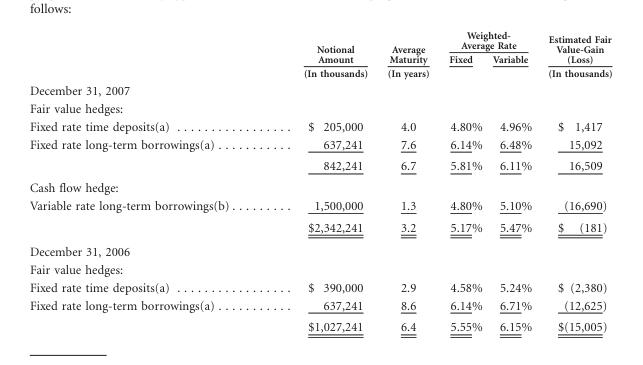 follows:
Notional Amount Average Maturity Weighted-Average Rate Fixed Variable Estimated Fair Value-Gain (Loss)
(In thousands) (In years) (In thousands)
December 31, 2007
Fair value hedges:
Fixed rate time deposits(a) ................. $ 205,000 4.0 4.80% 4.96% $ 1,417
Fixed rate long-term borrowings(a) ........... 637,241 7.6 6.14% 6.48% 15,092
842,241 6.7 5.81% 6.11% 16,509
Cash flow hedge:
Variable rate long-term borrowings(b) ......... 1,500,000 1.3 4.80% 5.10% (16,690)
$2,342,241 3.2 5.17% 5.47% $ (181)
December 31, 2006
Fair value hedges:
Fixed rate time deposits(a) ................. $ 390,000 2.9 4.58% 5.24% $ (2,380)
Fixed rate long-term borrowings(a) ........... 637,241 8.6 6.14% 6.71% (12,625)
$1,027,241 6.4 5.55% 6.15% $(15,005)